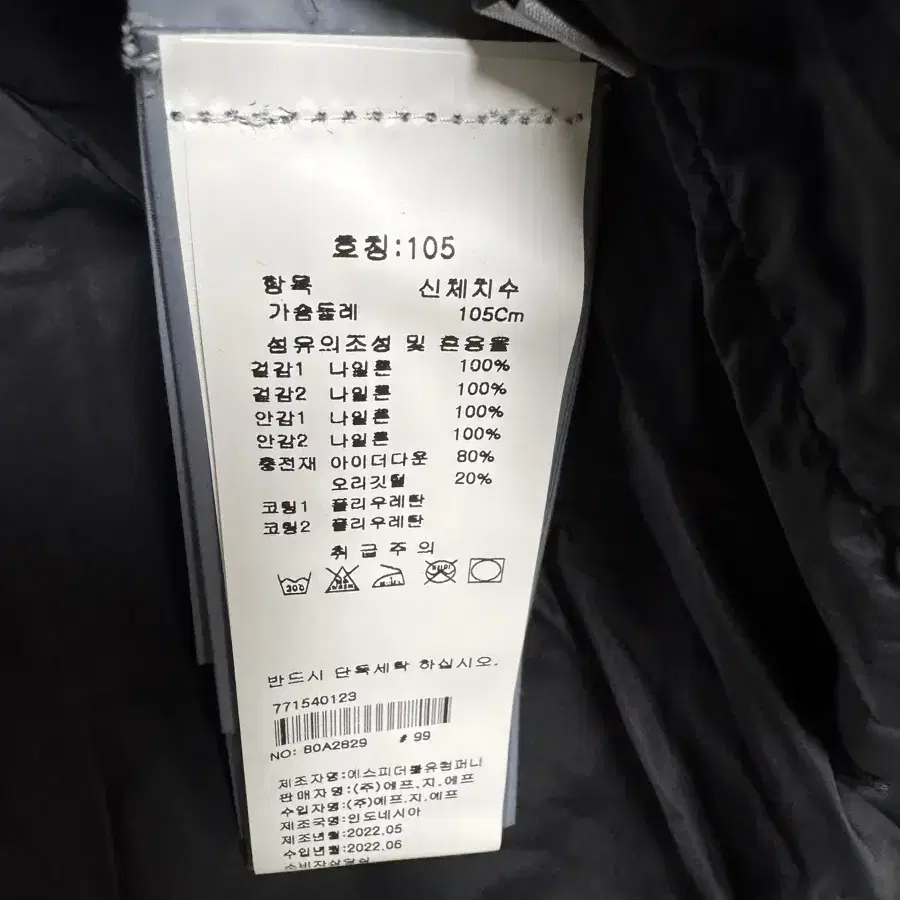 호칭:105
항목 신체치수
가슴둘레 105Cm
섬유의조성 및 혼용율
겉감1 나일론 100%
겉감2 나일론 100%
안감1 나일론 100%
안감2 나일론 100%
충전재 아이더다운 80%
오리깃털 20%
코팅1 폴리우레탄
코팅2 폴리우레탄
취급주의
반드시 단독세탁 하십시오.
771540123
NO: 80A2829 # 99
제조자명:에스피더블유컴퍼니
판매자명:(주)에프.지.에프
수입자명:(주)에프.지.에프
제조국명:인도네시아
제조년월:2022.05
수입년월:2022.06
소비자상담실